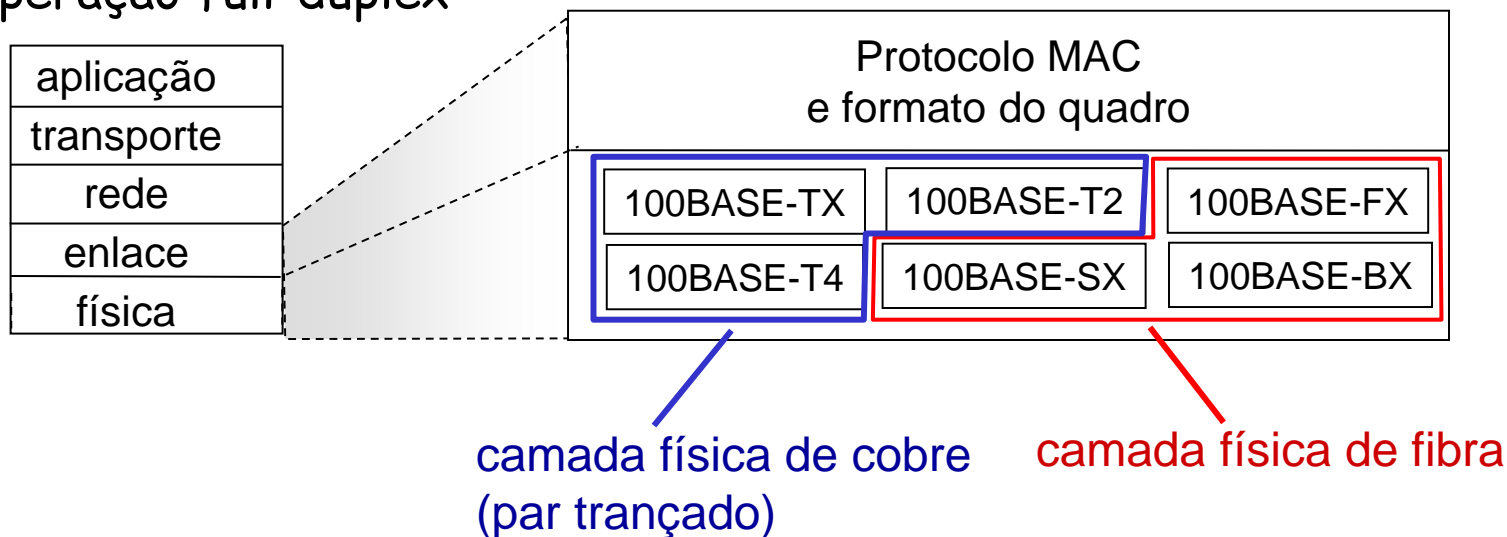 full duplex
aplicação
transporte
rede
enlace
física
Protocolo MAC
e formato do quadro
100BASE-TX
100BASE-T2
100BASE-FX
100BASE-T4
100BASE-SX
100BASE-BX
camada física de cobre
(par trançado)
camada física de fibra